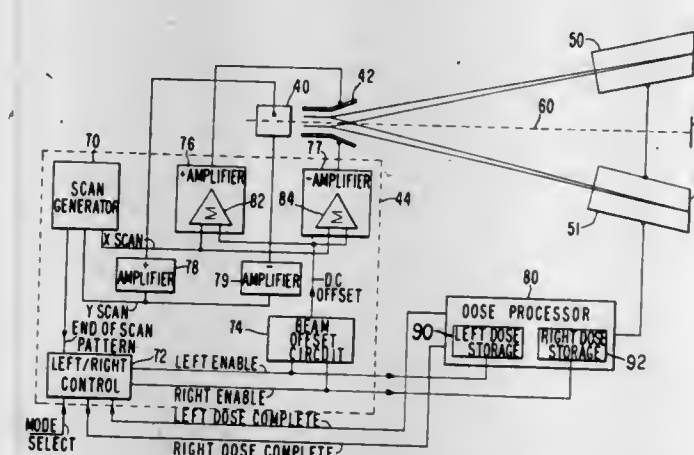 50
40
42
60
70
76
77
+ AMPLIFIER
- AMPLIFIER
SCAN
GENERATOR
82
84
44
M
M
51
X SCAN
+
AMPLIFIER
78
-
AMPLIFIER
79
D.C.
OFFSET
80
Y SCAN
74
BEAM
OFFSET
CIRCUIT
DOSE PROCESSOR
90
LEFT DOSE
STORAGE
RIGHT DOSE
STORAGE
92
END OF SCAN
PATTERN
72
LEFT/RIGHT
CONTROL
LEFT ENABLE
RIGHT ENABLE
MODE
SELECT
LEFT DOSE COMPLETE
RIGHT DOSE COMPLETE